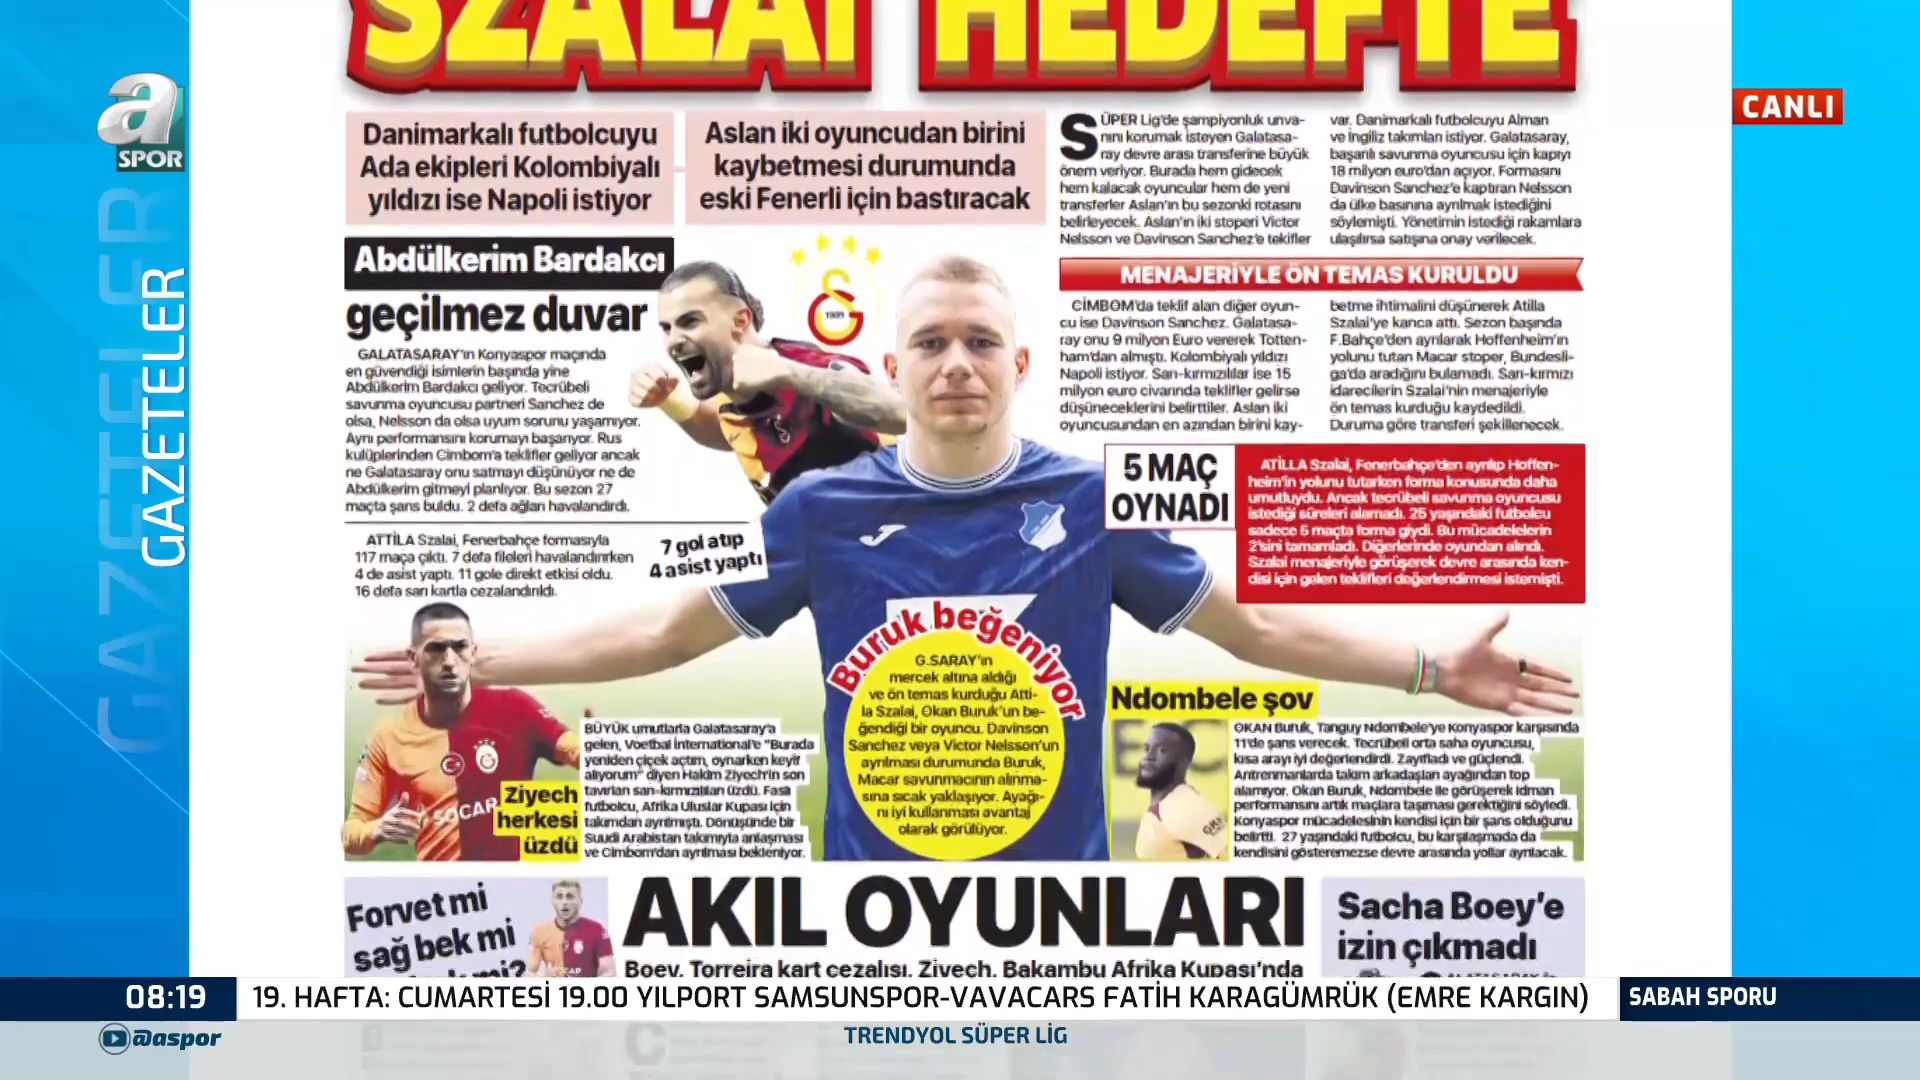 SZALAI HEDEFTE
a
SPOR
GAZETELER
GAZETELER
CANLI
Danimarkalı futbolcuyu
Ada ekipleri Kolombiyalı
yıldızı ise Napoli istiyor
Aslan iki oyuncudan birini
kaybetmesi durumunda
eski Fenerli için bastıracak
SÜPER Lig'de şampiyonluk unva-
nını korumak isteyen Galatasa-
ray devre arası transferine büyük
önem veriyor. Burada hem gidecek
hem kalacak oyuncular hem de yeni
transferler Aslan'ın bu sezonki rotasını
belirleyecek. Aslan'ın iki stoperi Victor
Nelsson ve Davinson Sanchez'e teklifler
var. Danimarkalı futbolcuyu Alman
ve İngiliz takımları istiyor. Galatasaray,
başarılı savunma oyuncusu için kapıyı
18 milyon euro'dan açıyor. Formasını
Davinson Sanchez'e kaptıran Nelsson
da ülke basınına ayrılmak istediğini
söylemişti. Yönetimin istediği rakamlara
ulaşılırsa satışına onay verilecek.
Abdülkerim Bardakcı
geçilmez duvar
GALATASARAY'ın Konyaspor maçında
en güvendiği isimlerin başında yine
Abdülkerim Bardakcı geliyor. Tecrübeli
savunma oyuncusu partneri Sanchez de
olsa, Nelsson da olsa uyum sorunu yaşamıyor.
Aynı performansını korumayı başarıyor. Rus
kulüplerinden Cimbom'a teklifler geliyor ancak
ne Galatasaray onu satmayı düşünüyor ne de
Abdülkerim gitmeyi planlıyor. Bu sezon 27
maçta şans buldu. 2 defa ağları havalandırdı.
1905
MENAJERİYLE ÖN TEMAS KURULDU
CİMBOM'da teklif alan diğer oyun-
cu ise Davinson Sanchez. Galatasa-
ray onu 9 milyon Euro vererek Totten-
ham'dan almıştı. Kolombiyalı yıldızı
Napoli istiyor. Sarı-kırmızılılar ise 15
milyon euro civarında teklifler gelirse
düşüneceklerini belirttiler. Aslan iki
oyuncusundan en azından birini kay-
betme ihtimalini düşünerek Atilla
Szalai'ye kanca attı. Sezon başında
F.Bahçe'den ayrılarak Hoffenheim'ın
yolunu tutan Macar stoper, Bundesli-
ga'da aradığını bulamadı. Sarı-kırmızı
idarecilerin Szalai'nin menajeriyle
ön temas kurduğu kaydedildi.
Duruma göre transferi şekillenecek.
5 MAÇ
OYNADI
ATİLLA Szalai, Fenerbahçe'den ayrılıp Hoffen-
heim'ın yolunu tutarken forma konusunda daha
umutluydu. Ancak tecrübeli savunma oyuncusu
istediği süreleri alamadı. 25 yaşındaki futbolcu
sadece 5 maçta forma giydi. Bu mücadelelerin
2'sini tamamladı. Diğerlerinde oyundan alındı.
Szalai menajeriyle görüşerek devre arasında ken-
disi için gelen teklifleri değerlendirmesi istemişti.
ATTİLA Szalai, Fenerbahçe formasıyla
117 maça çıktı. 7 defa fileleri havalandırırken
4 de asist yaptı. 11 gole direkt etkisi oldu.
16 defa sarı kartla cezalandırıldı.
7 gol atıp
4 asist yaptı
Buruk beğeniyor
G.SARAY'ın
mercek altına aldığı
ve ön temas kurduğu Atti-
la Szalai, Okan Buruk'un be-
ğendiği bir oyuncu. Davinson
Sanchez veya Victor Nelsson'un
ayrılması durumunda Buruk,
Macar savunmacının alınma-
sına sıcak yaklaşıyor. Ayağı-
nı iyi kullanması avantaj
olarak görülüyor.
SOCAR
Ziyech
herkesi
üzdü
BÜYÜK umutlarla Galatasaray'a
gelen, Voetbal İnternational'e "Burada
yeniden çiçek açtım, oynarken keyif
alıyorum" diyen Hakim Ziyech'in son
tavırları sarı-kırmızılıları üzdü. Faslı
futbolcu, Afrika Uluslar Kupası için
takımdan ayrılmıştı. Dönüşünde bir
Suudi Arabistan takımıyla anlaşması
ve Cimbom'dan ayrılması bekleniyor.
Ndombele şov
OKAN Buruk, Tanguy Ndombele'ye Konyaspor karşısında
11'de şans verecek. Tecrübeli orta saha oyuncusu,
kısa arayı iyi değerlendirdi. Zayıfladı ve güçlendi.
Antrenmanlarda takım arkadaşları ayağından top
alamıyor. Okan Buruk, Ndombele ile görüşerek idman
performansını artık maçlara taşıması gerektiğini söyledi.
Konyaspor mücadelesinin kendisi için bir şans olduğunu
belirtti. 27 yaşındaki futbolcu, bu karşılaşmada da
kendisini gösteremezse devre arasında yollar ayrılacak.
Forvet mi
sağ bek mi
AKIL OYUNLARI
Boey, Torreira kart cezalısı, Ziyech, Bakambu Afrika Kupası'nda
Sacha Boey'e
izin çıkmadı
08:19
19. HAFTA: CUMARTESİ 19.00 YILPORT SAMSUNSPOR-VAVACARS FATİH KARAGÜMRÜK (EMRE KARGIN)
SABAH SPORU
@aspor
TRENDYOL SÜPER LİG